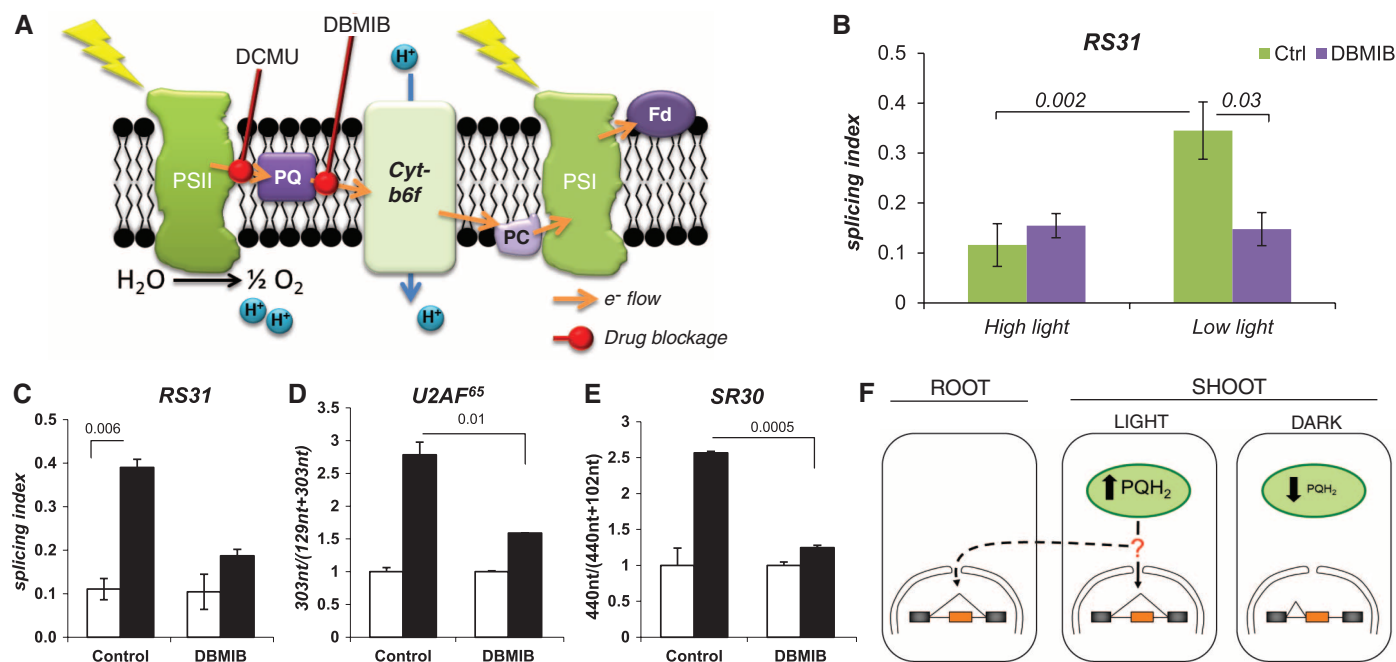 A
DBMIB
DCMU
H+
PSII
PQ
Cyt-
b6f
PC
PSI
Fd
H2O
½ O2
H+
H+
H+
e- flow
Drug blockage
B
RS31
Ctrl
DBMIB
splicing index
0.5
0.4
0.3
0.2
0.1
0
0.002
0.03
High light
Low light
C
RS31
splicing index
0.5
0.4
0.3
0.2
0.1
0.0
0.006
Control
DBMIB
D
U2AF65
303nt/(129nt+303nt)
3.5
3
2.5
2
1.5
1
0.5
0
0.01
Control
DBMIB
E
SR30
440nt/(440nt+102nt)
3
2.5
2
1.5
1
0.5
0
0.0005
Control
DBMIB
F
ROOT
SHOOT
LIGHT
DARK
PQH2
PQH2
?